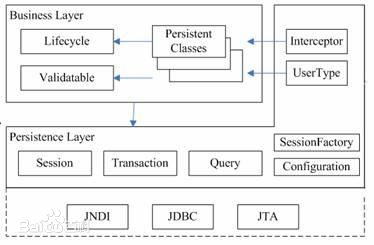 Business Layer
Lifecycle
Persistent
Classes
Interceptor
Validatable
UserType
Persistence Layer
SessionFactory
Session
Transaction
Query
Configuration
JNDI
JDBC
JTA